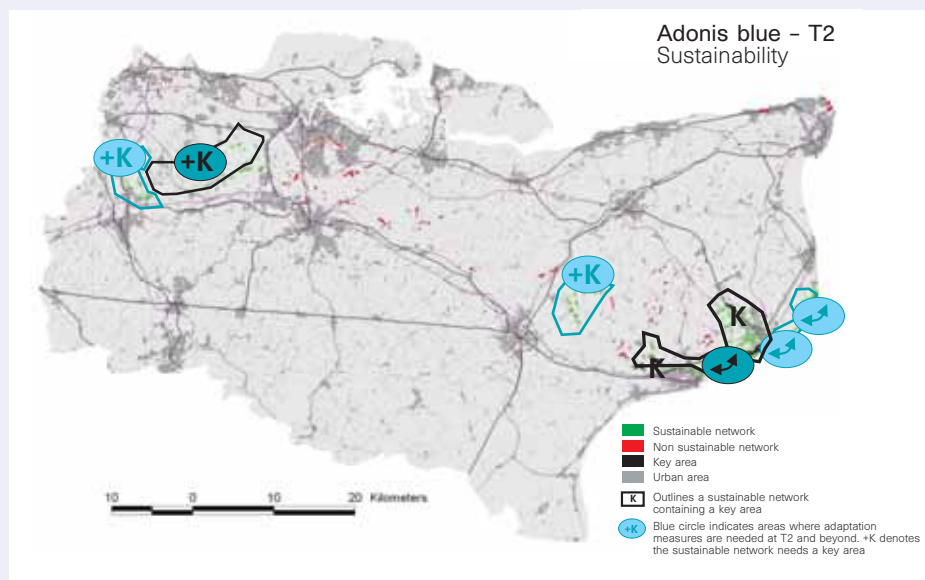 Adonis blue – T2
Sustainability
+K
+K
+K
K
K
Sustainable network
Non sustainable network
Key area
Urban area
K
Outlines a sustainable network
containing a key area
+K
Blue circle indicates areas where adaptation
measures are needed at T2 and beyond. +K denotes
the sustainable network needs a key area
10 0 10 20 Kilometers